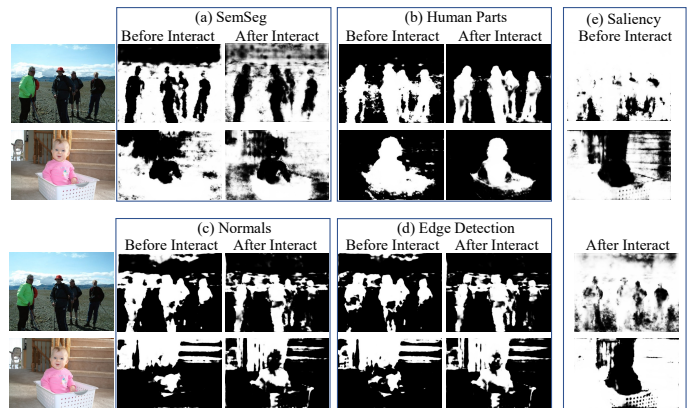 (a) SemSeg
Before Interact After Interact
(b) Human Parts
Before Interact After Interact
(e) Saliency
Before Interact
(c) Normals
Before Interact After Interact
(d) Edge Detection
Before Interact After Interact
After Interact